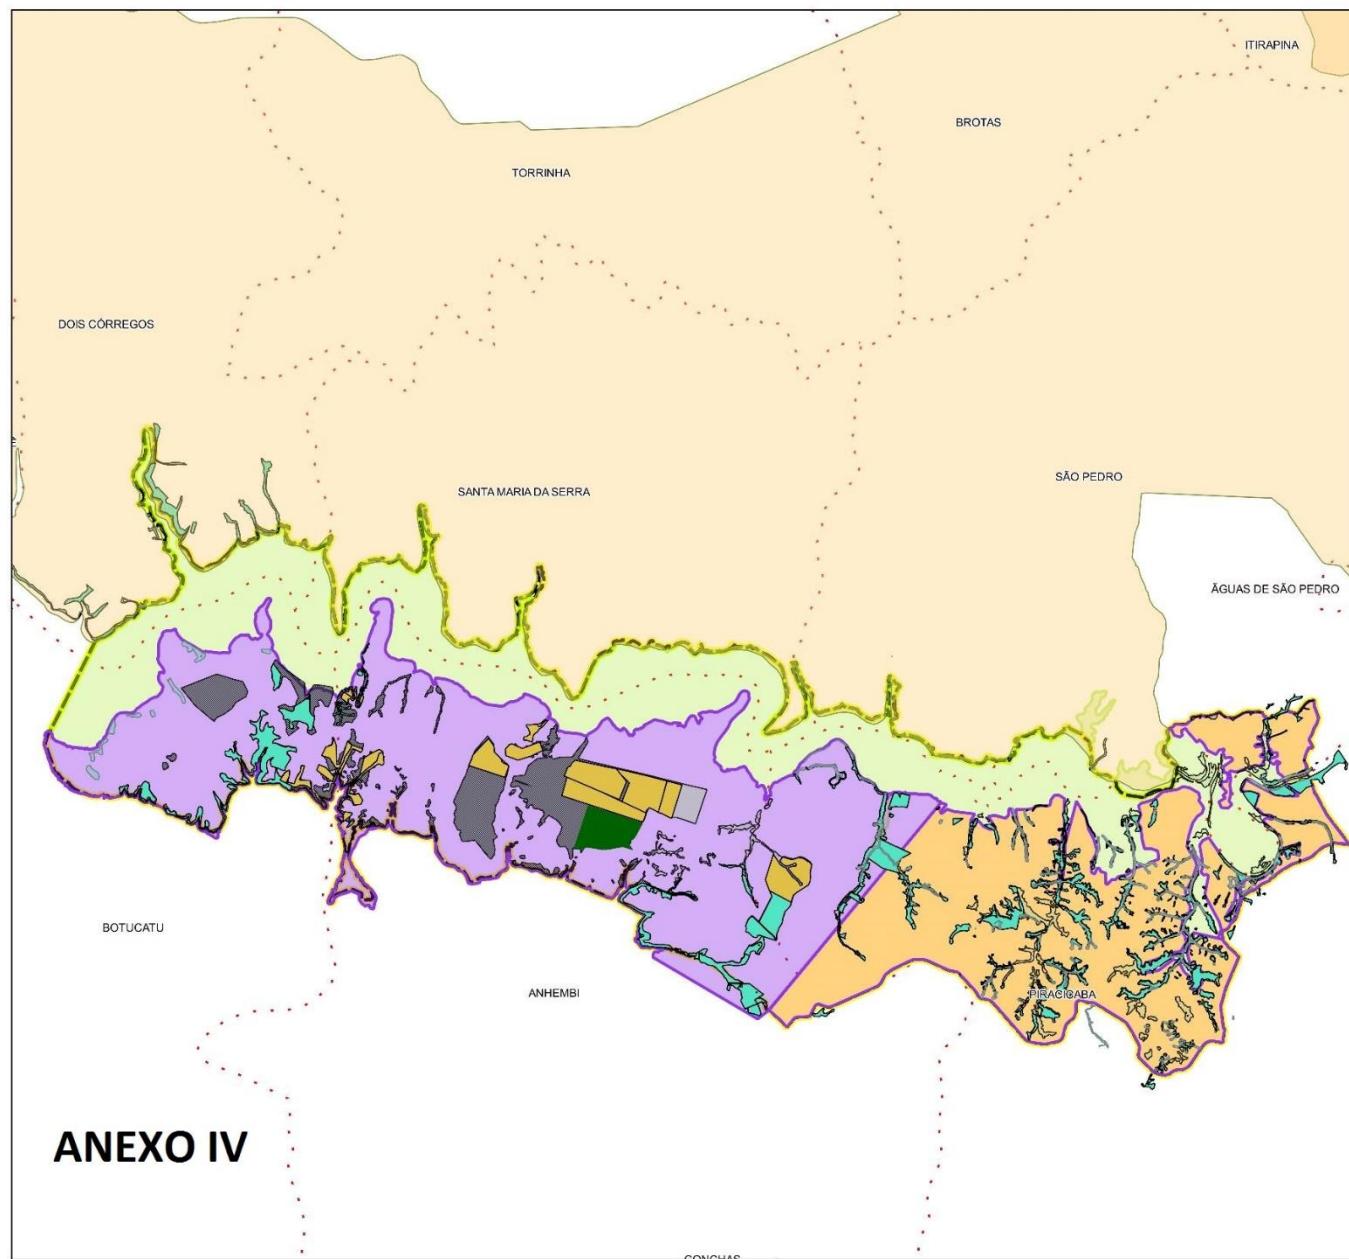 ITIRAPINA
BROTAS
TORRINHA
DOIS CÓRREGOS
SÃO PEDRO
SANTA MARIA DA SERRA
ÁGUAS DE SÃO PEDRO
BOTUCATU
ANHEMBI
PIRACICABA
ANEXO IV
CONCHAS